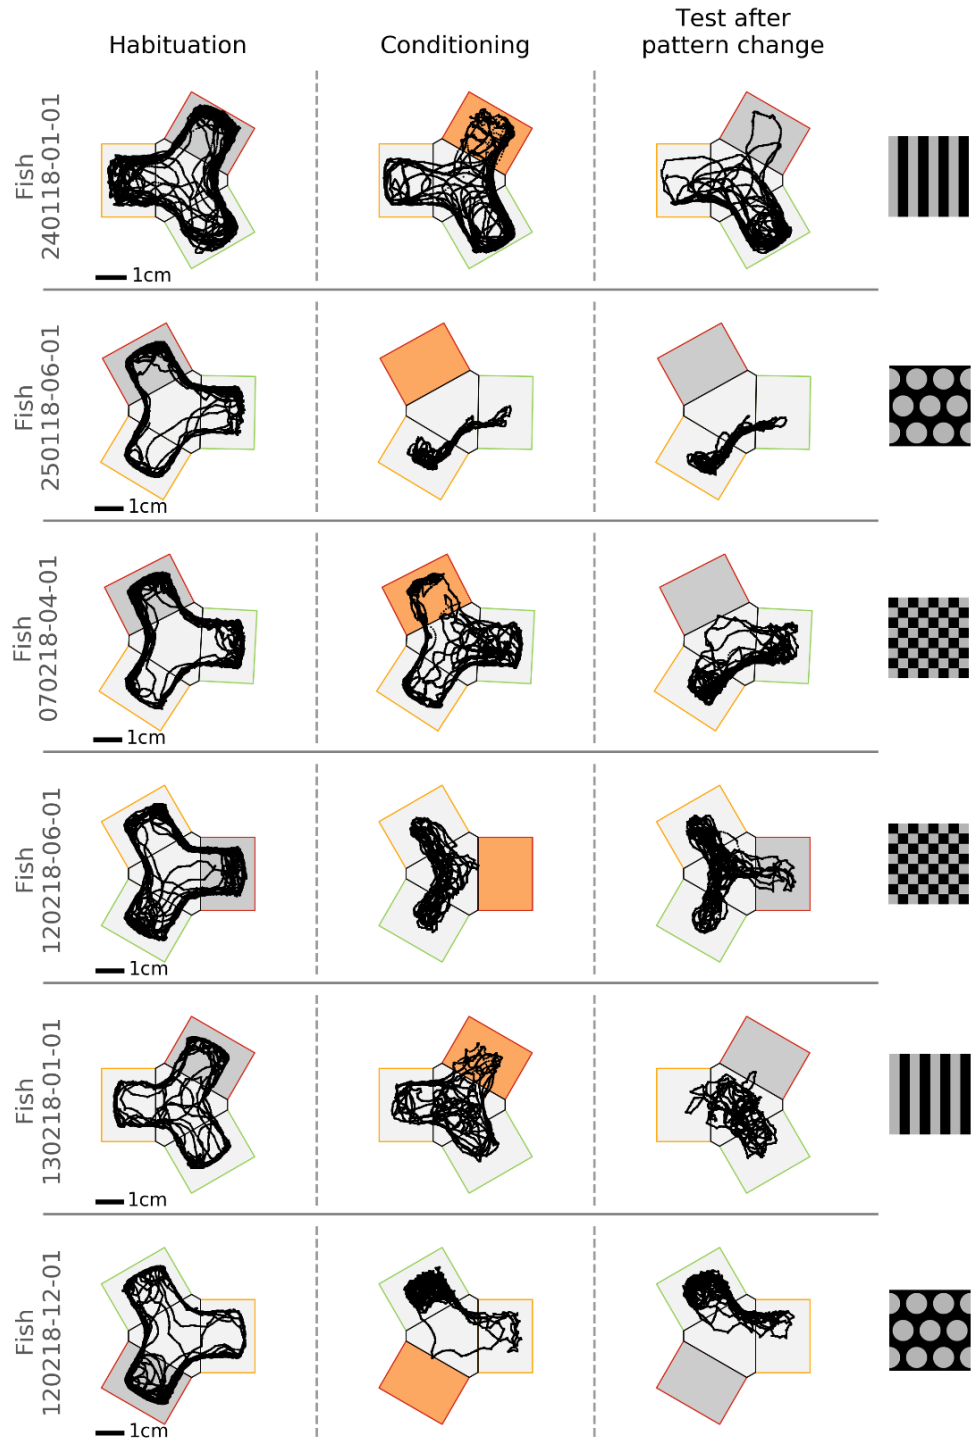 Habituation
Conditioning
Test after
pattern change
Fish
240118-01-01
1cm
Fish
250118-06-01
1cm
Fish
070218-04-01
1cm
Fish
120218-06-01
1cm
Fish
130218-01-01
1cm
Fish
120218-12-01
1cm